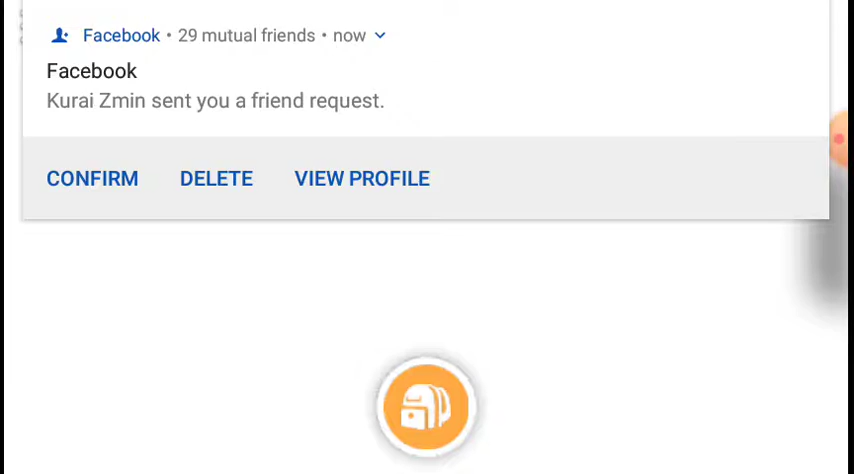 Facebook • 29 mutual friends • now
Facebook
Kurai Zmin sent you a friend request.
CONFIRM DELETE VIEW PROFILE